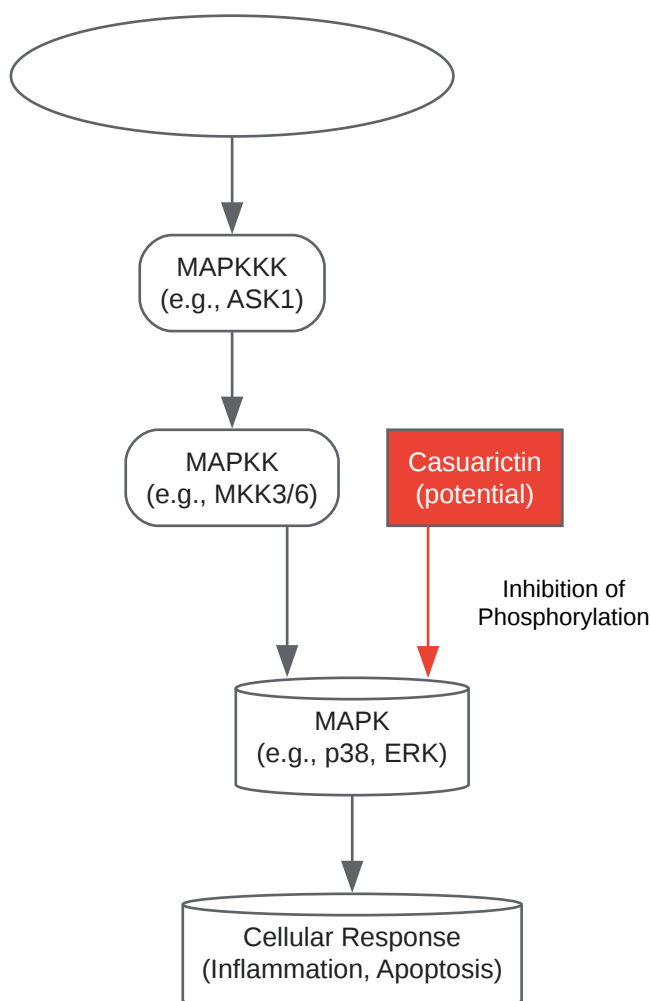 MAPKKK
(e.g., ASK1)
MAPKK
(e.g., MKK3/6)
Casuarictin
(potential)
Inhibition of
Phosphorylation
MAPK
(e.g., p38, ERK)
Cellular Response
(Inflammation, Apoptosis)